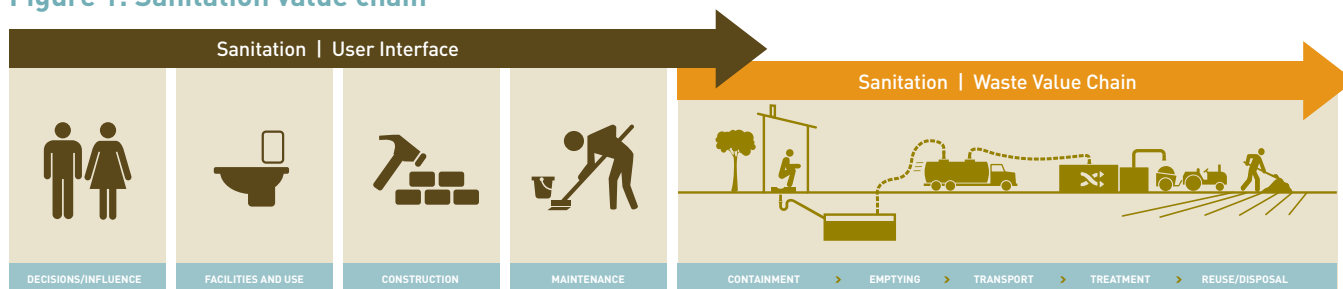 Figure 1: Sanitation value chain
Sanitation | User Interface
Sanitation | Waste Value Chain
DECISIONS/INFLUENCE
FACILITIES AND USE
CONSTRUCTION
MAINTENANCE
CONTAINMENT > EMPTYING > TRANSPORT > TREATMENT > REUSE/DISPOSAL